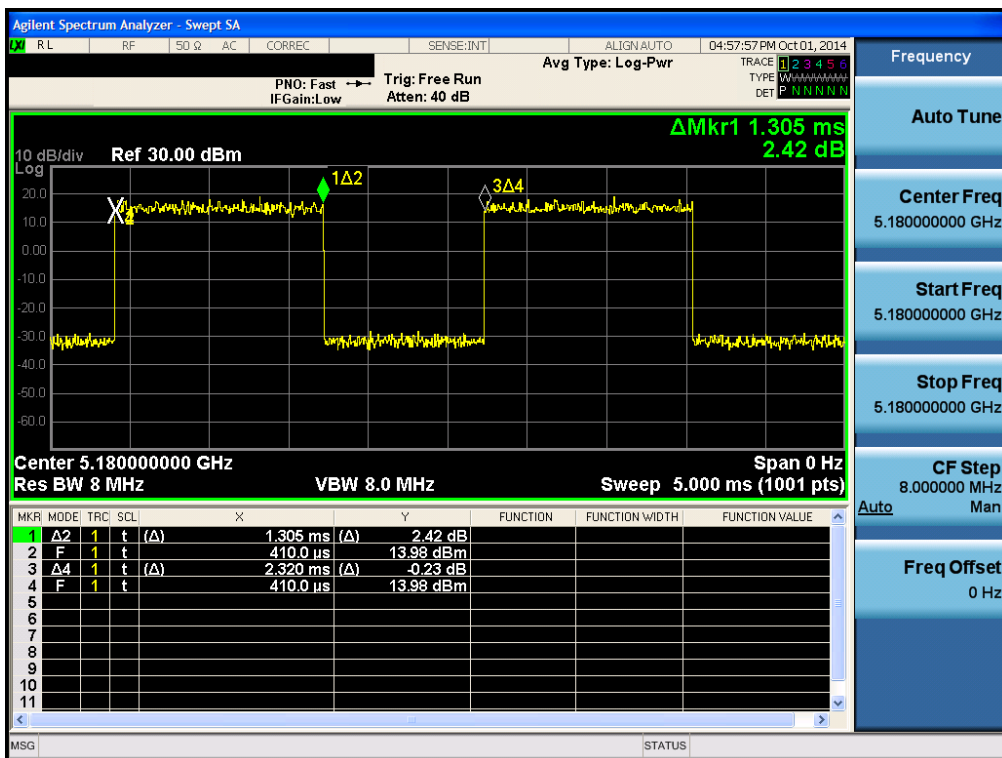 Agilent Spectrum Analyzer - Swept SA
LXI RL RF 50 Ω AC CORREC SENSE:INT ALIGN AUTO 04:57:57 PM Oct 01, 2014
Frequency
PNO: Fast
IFGain:Low
Trig: Free Run
Atten: 40 dB
Avg Type: Log-Pwr
TRACE 1 2 3 4 5 6
TYPE W
DET P N N N N N
Auto Tune
ΔMkr1 1.305 ms
2.42 dB
10 dB/div Ref 30.00 dBm
Log
1Δ2
3Δ4
20.0
10.0
0.00
-10.0
-20.0
-30.0
-40.0
-50.0
-60.0
Center 5.180000000 GHz Span 0 Hz
Res BW 8 MHz VBW 8.0 MHz Sweep 5.000 ms (1001 pts)
Center Freq
5.180000000 GHz
Start Freq
5.180000000 GHz
Stop Freq
5.180000000 GHz
CF Step
8.000000 MHz
Auto Man
Freq Offset
0 Hz
MKR MODE TRC SCL X Y FUNCTION FUNCTION WIDTH FUNCTION VALUE
1 Δ2 1 t (Δ) 1.305 ms (Δ) 2.42 dB
2 F 1 t 410.0 µs 13.98 dBm
3 Δ4 1 t (Δ) 2.320 ms (Δ) -0.23 dB
4 F 1 t 410.0 µs 13.98 dBm
5
6
7
8
9
10
11
MSG STATUS